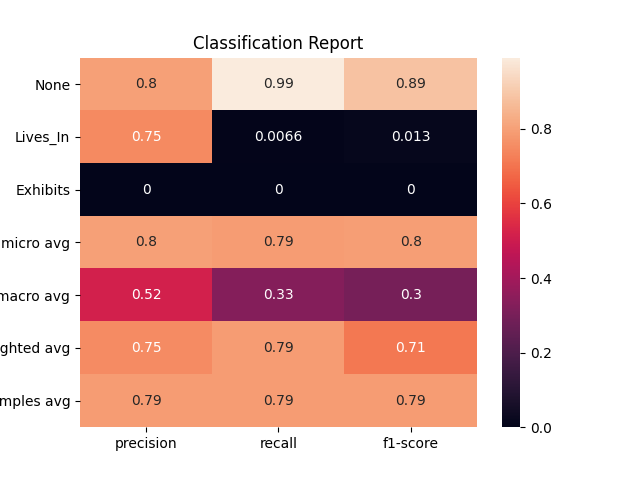 Classification Report
None 0.8 0.99 0.89
Lives_In 0.75 0.0066 0.013
Exhibits 0 0 0
micro avg 0.8 0.79 0.8
macro avg 0.52 0.33 0.3
ghted avg 0.75 0.79 0.71
mples avg 0.79 0.79 0.79
precision recall f1-score
0.8
0.6
0.4
0.2
0.0